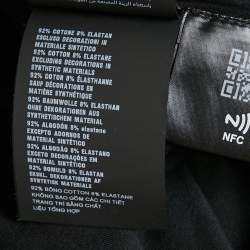 92% COTONE 8% ELASTAN
ESCLUSO DECORAZIONI IN
MATERIALE SINTETICO
92% COTTON 8% ELASTANE
EXCLUDING DECORATIONS IN
SYNTHETIC MATERIALS
92% COTON 8% ÉLASTHANNE
SAUF DÉCORATIONS EN
MATIÈRE SYNTHÉTIQUE
92% BAUMWOLLE 8% ELASTAN
OHNE DEKORATIONEN AUS
SYNTHETISCHEM MATERIAL
92% ALGODÓN 8% elastano
EXCEPTO ADORNOS DE
MATERIAL SINTÉTICO
92% ALGODÃO 8% ELASTANO
EXCETO DECORAÇÕES EM
MATERIAL SINTÉTICO
92% BOMULD 8% ELASTAN
EKSKL. DEKORATIONER AF
SYNTETISK MATERIALE
92% BÔNG COTTON 8% ELASTANE
KHÔNG BAO GỒM CÁC CHI TIẾT
TRANG TRÍ BẰNG CHẤT
LIỆU TỔNG HỢP
NFC